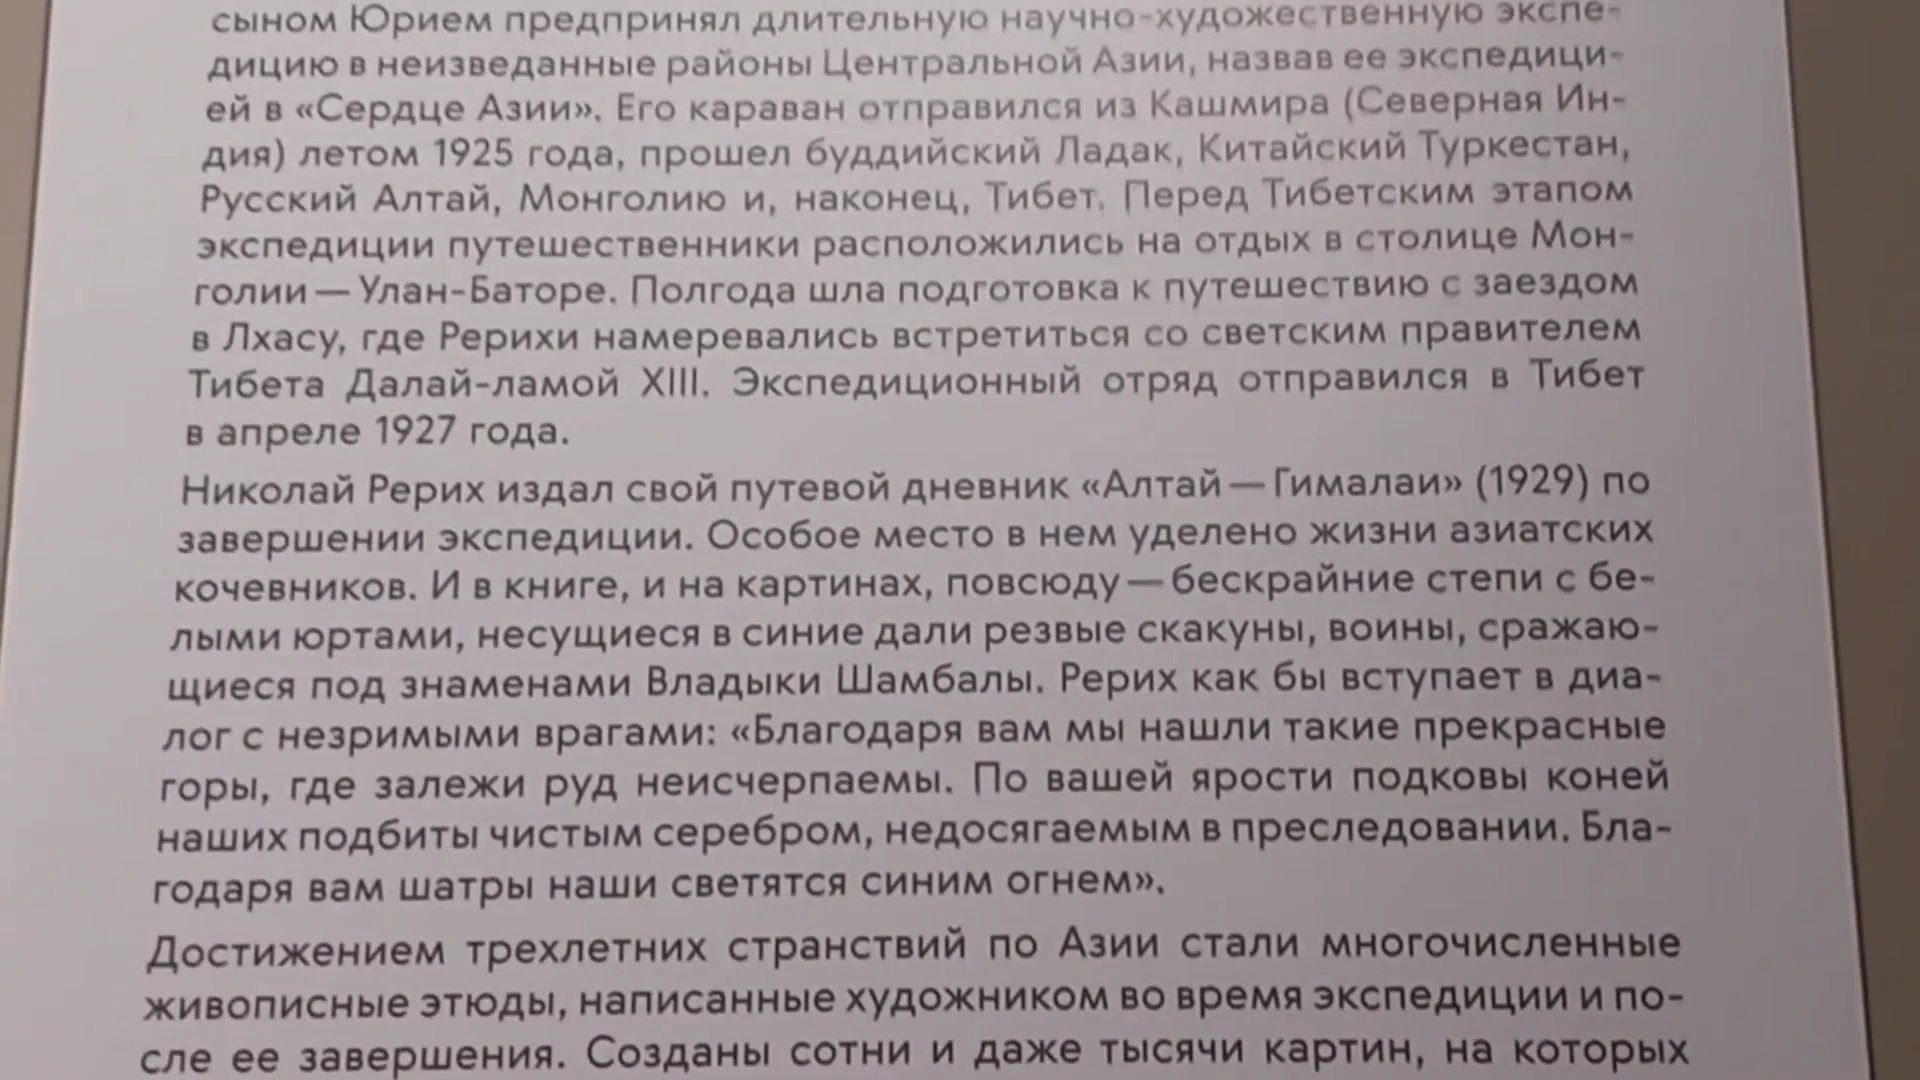 сыном Юрием предпринял длительную научно-художественную экспе-
дицию в неизведанные районы Центральной Азии, назвав ее экспедици-
ей в «Сердце Азии». Его караван отправился из Кашмира (Северная Ин-
дия) летом 1925 года, прошел буддийский Ладак, Китайский Туркестан,
Русский Алтай, Монголию и, наконец, Тибет. Перед Тибетским этапом
экспедиции путешественники расположились на отдых в столице Мон-
голии — Улан-Баторе. Полгода шла подготовка к путешествию с заездом
в Лхасу, где Рерихи намеревались встретиться со светским правителем
Тибета Далай-ламой XIII. Экспедиционный отряд отправился в Тибет
в апреле 1927 года.
Николай Рерих издал свой путевой дневник «Алтай — Гималаи» (1929) по
завершении экспедиции. Особое место в нем уделено жизни азиатских
кочевников. И в книге, и на картинах, повсюду — бескрайние степи с бе-
лыми юртами, несущиеся в синие дали резвые скакуны, воины, сражаю-
щиеся под знаменами Владыки Шамбалы. Рерих как бы вступает в диа-
лог с незримыми врагами: «Благодаря вам мы нашли такие прекрасные
горы, где залежи руд неисчерпаемы. По вашей ярости подковы коней
наших подбиты чистым серебром, недосягаемым в преследовании. Бла-
годаря вам шатры наши светятся синим огнем».
Достижением трехлетних странствий по Азии стали многочисленные
живописные этюды, написанные художником во время экспедиции и по-
сле ее завершения. Созданы сотни и даже тысячи картин, на которых